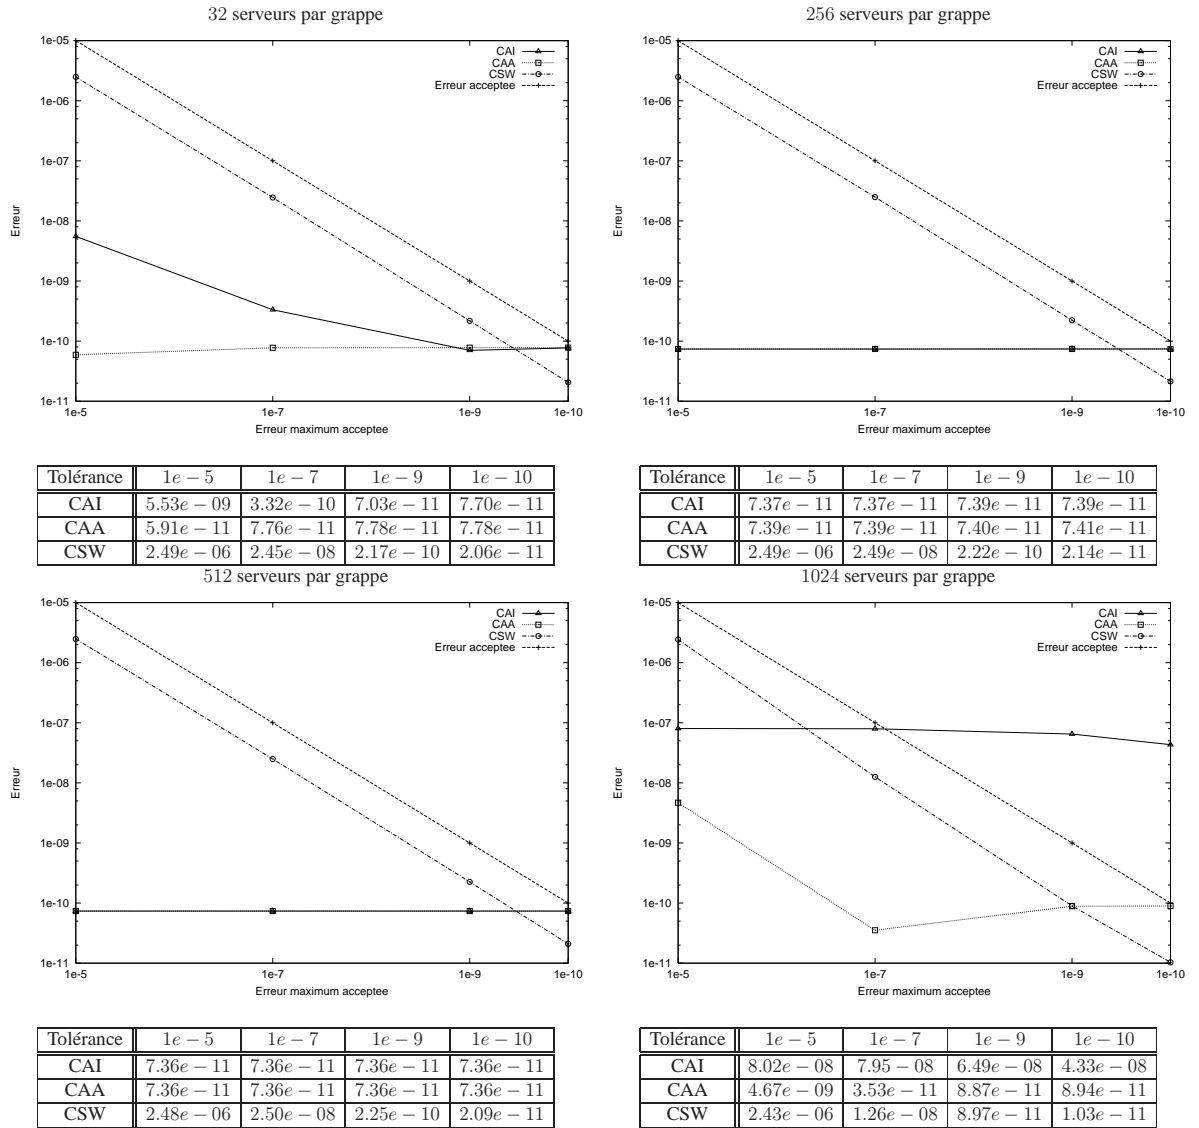 32 serveurs par grappe
1e-05
1e-06
1e-07
1e-08
1e-09
1e-10
1e-11
Erreur
CAI
CAA
CSW
Erreur acceptee
1e-5 1e-7 1e-9 1e-10
Erreur maximum acceptee
Tolérance 1e − 5 1e − 7 1e − 9 1e − 10
CAI 5.53e − 09 3.32e − 10 7.03e − 11 7.70e − 11
CAA 5.91e − 11 7.76e − 11 7.78e − 11 7.78e − 11
CSW 2.49e − 06 2.45e − 08 2.17e − 10 2.06e − 11
256 serveurs par grappe
1e-05
1e-06
1e-07
1e-08
1e-09
1e-10
1e-11
Erreur
CAI
CAA
CSW
Erreur acceptee
1e-5 1e-7 1e-9 1e-10
Erreur maximum acceptee
Tolérance 1e − 5 1e − 7 1e − 9 1e − 10
CAI 7.37e − 11 7.37e − 11 7.39e − 11 7.39e − 11
CAA 7.39e − 11 7.39e − 11 7.40e − 11 7.41e − 11
CSW 2.49e − 06 2.49e − 08 2.22e − 10 2.14e − 11
512 serveurs par grappe
1e-05
1e-06
1e-07
1e-08
1e-09
1e-10
1e-11
Erreur
CAI
CAA
CSW
Erreur acceptee
1e-5 1e-7 1e-9 1e-10
Erreur maximum acceptee
Tolérance 1e − 5 1e − 7 1e − 9 1e − 10
CAI 7.36e − 11 7.36e − 11 7.36e − 11 7.36e − 11
CAA 7.36e − 11 7.36e − 11 7.36e − 11 7.36e − 11
CSW 2.48e − 06 2.50e − 08 2.25e − 10 2.09e − 11
1024 serveurs par grappe
1e-05
1e-06
1e-07
1e-08
1e-09
1e-10
1e-11
Erreur
CAI
CAA
CSW
Erreur acceptee
1e-5 1e-7 1e-9 1e-10
Erreur maximum acceptee
Tolérance 1e − 5 1e − 7 1e − 9 1e − 10
CAI 8.02e − 08 7.95 − 08 6.49e − 08 4.33e − 08
CAA 4.67e − 09 3.53e − 11 8.87e − 11 8.94e − 11
CSW 2.43e − 06 1.26e − 08 8.97e − 11 1.03e − 11